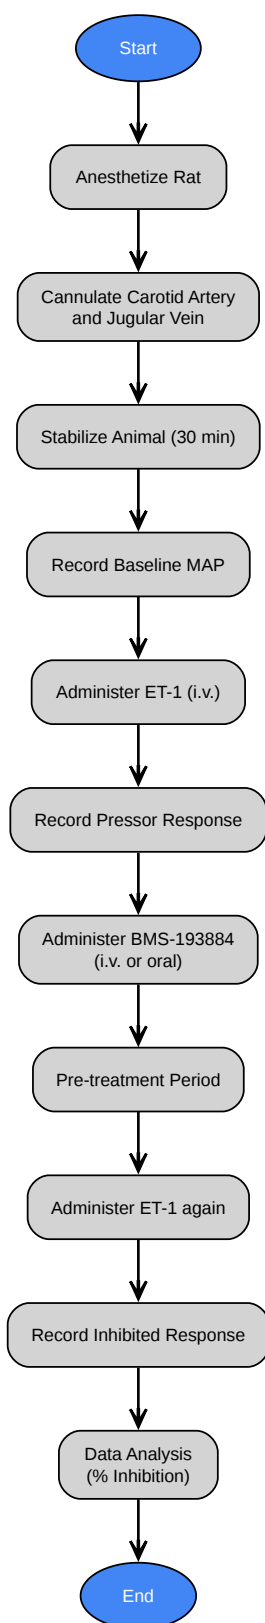 Start
Anesthetize Rat
Cannulate Carotid Artery
and Jugular Vein
Stabilize Animal (30 min)
Record Baseline MAP
Administer ET-1 (i.v.)
Record Pressor Response
Administer BMS-193884
(i.v. or oral)
Pre-treatment Period
Administer ET-1 again
Record Inhibited Response
Data Analysis
(% Inhibition)
End